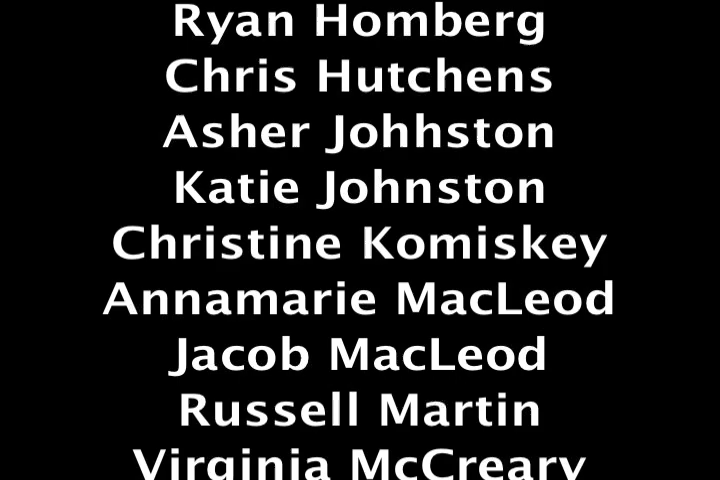 Ryan Homberg
Chris Hutchens
Asher Johhston
Katie Johnston
Christine Komiskey
Annamarie MacLeod
Jacob MacLeod
Russell Martin
Virginia McCreary